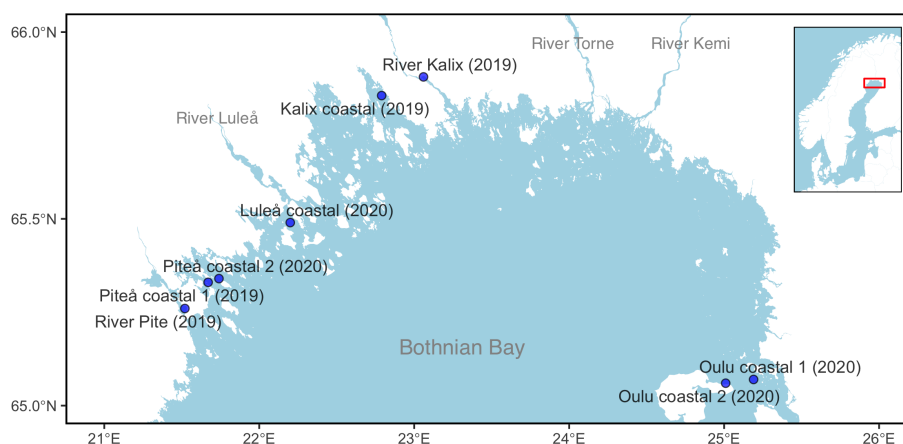 66.0°N
65.5°N
65.0°N
River Torne
River Kemi
River Kalix (2019)
Kalix coastal (2019)
River Luleå
Luleå coastal (2020)
Piteå coastal 2 (2020)
Piteå coastal 1 (2019)
River Pite (2019)
Bothnian Bay
Oulu coastal 1 (2020)
Oulu coastal 2 (2020)
21°E
22°E
23°E
24°E
25°E
26°E